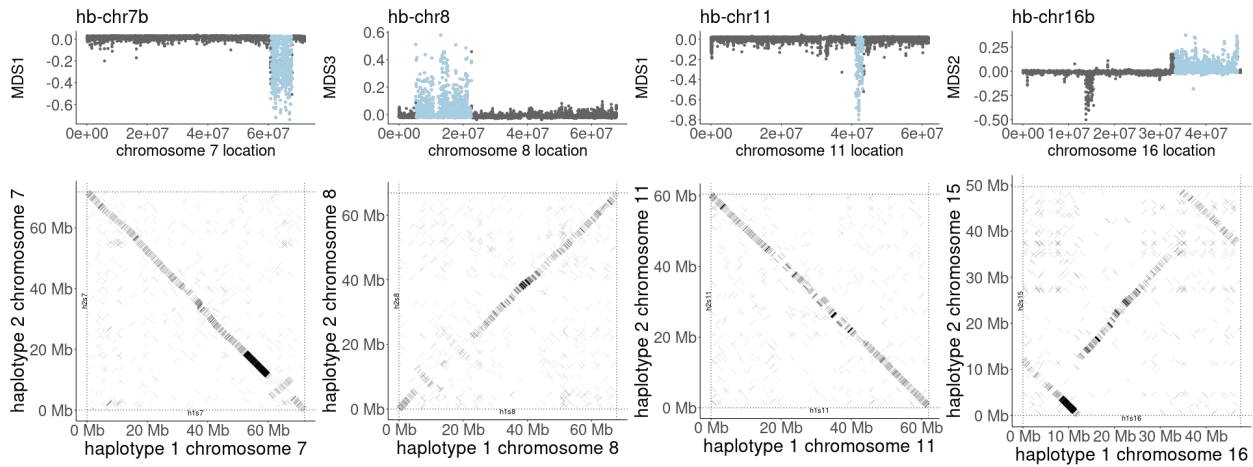 hb-chr7b
MDS1
0.0
-0.2
-0.4
-0.6
0e+00 2e+07 4e+07 6e+07
chromosome 7 location
hb-chr8
MDS3
0.6
0.4
0.2
0.0
0e+00 2e+07 4e+07 6e+07
chromosome 8 location
hb-chr11
MDS1
0.0
-0.2
-0.4
-0.6
-0.8
0e+00 2e+07 4e+07 6e+07
chromosome 11 location
hb-chr16b
MDS2
0.25
0.00
-0.25
-0.50
0e+00 1e+07 2e+07 3e+07 4e+07
chromosome 16 location
haplotype 2 chromosome 7
60 Mb
40 Mb
20 Mb
0 Mb
h2s7
h1s7
0 Mb 20 Mb 40 Mb 60 Mb
haplotype 1 chromosome 7
haplotype 2 chromosome 8
60 Mb
40 Mb
20 Mb
0 Mb
h2s8
h1s8
0 Mb 20 Mb 40 Mb 60 Mb
haplotype 1 chromosome 8
haplotype 2 chromosome 11
60 Mb
40 Mb
20 Mb
0 Mb
h2s11
h1s11
0 Mb 20 Mb 40 Mb 60 Mb
haplotype 1 chromosome 11
haplotype 2 chromosome 15
50 Mb
40 Mb
30 Mb
20 Mb
10 Mb
0 Mb
h2s15
h1s16
0 Mb 10 Mb 20 Mb 30 Mb 40 Mb
haplotype 1 chromosome 16